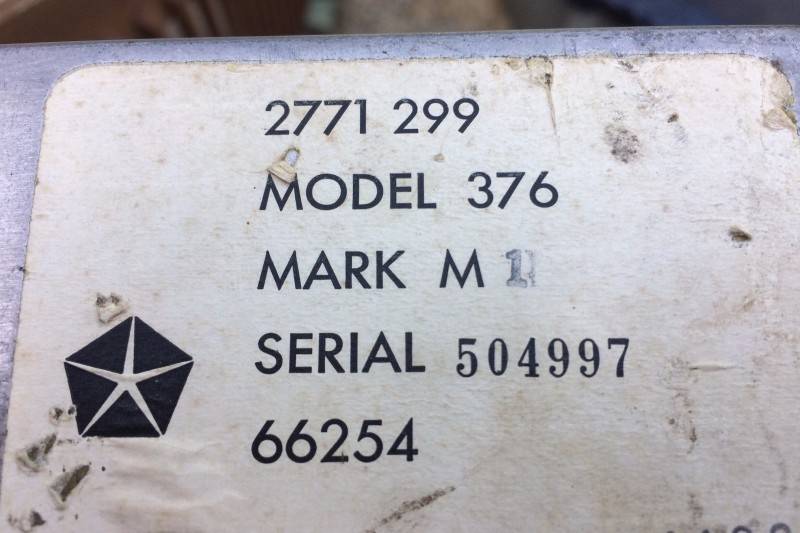 2771 299
MODEL 376
MARK M 1
SERIAL 504997
66254